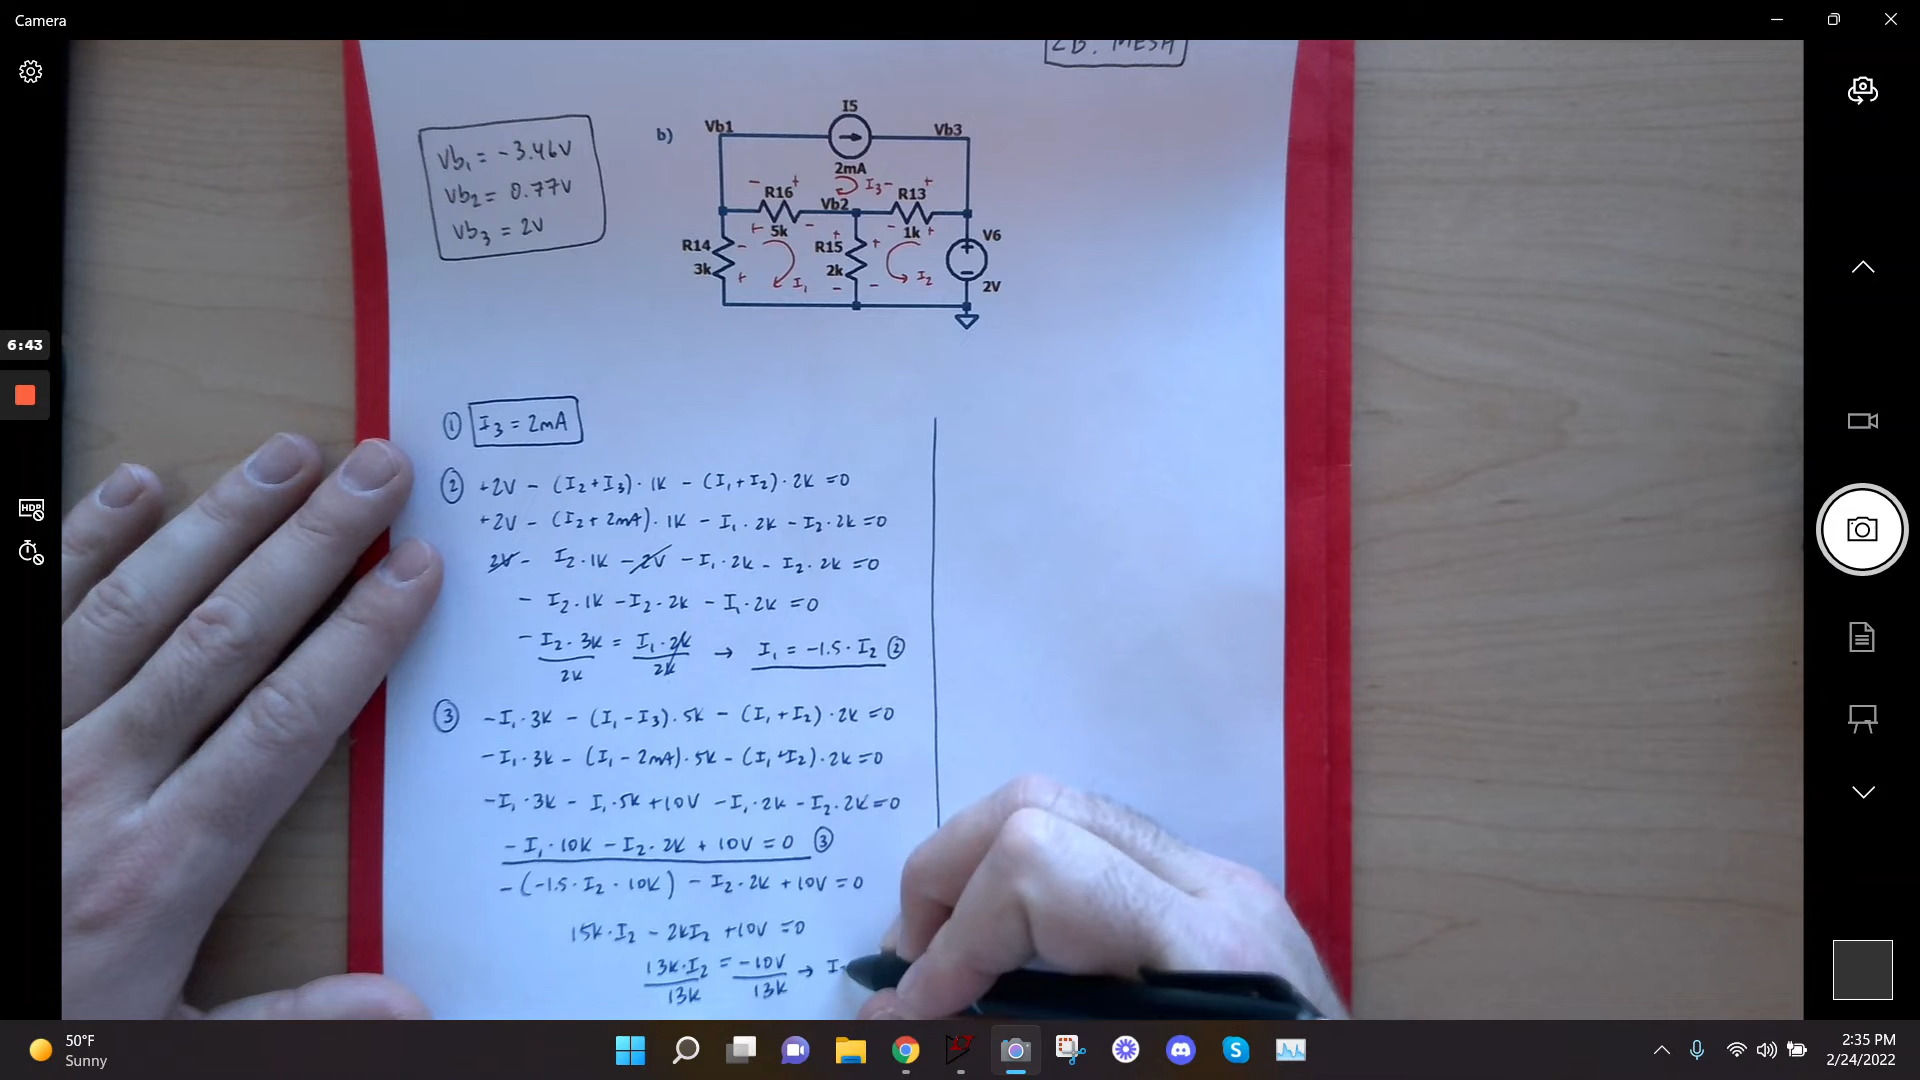 Camera
2B. MESH
Vb1 = -3.46V
Vb2 = 0.77V
Vb3 = 2V
b)
I5
Vb1
Vb3
2mA
I3
R16
R13
Vb2
5k
1k
V6
R14
R15
3k
2k
I1
I2
2V
6:43
① I3 = 2mA
② +2V - (I2+I3)·1K - (I1+I2)·2K =0
+2V - (I2+2mA)·1K - I1·2K - I2·2K =0
2V - I2·1K - 2V - I1·2K - I2·2K =0
- I2·1K - I2·2K - I1·2K =0
- I2·3K = I1·2K → I1 = -1.5·I2 ②
2K 2K
③ -I1·3K - (I1-I3)·5K - (I1+I2)·2K =0
-I1·3K - (I1-2mA)·5K - (I1+I2)·2K =0
-I1·3K - I1·5K +10V - I1·2K - I2·2K =0
-I1·10K - I2·2K + 10V = 0 ③
-(-1.5·I2·10K) - I2·2K + 10V = 0
15K·I2 - 2KI2 +10V =0
13K·I2 = -10V → I
13K 13K
HDR
50°F
Sunny
2:35 PM
2/24/2022